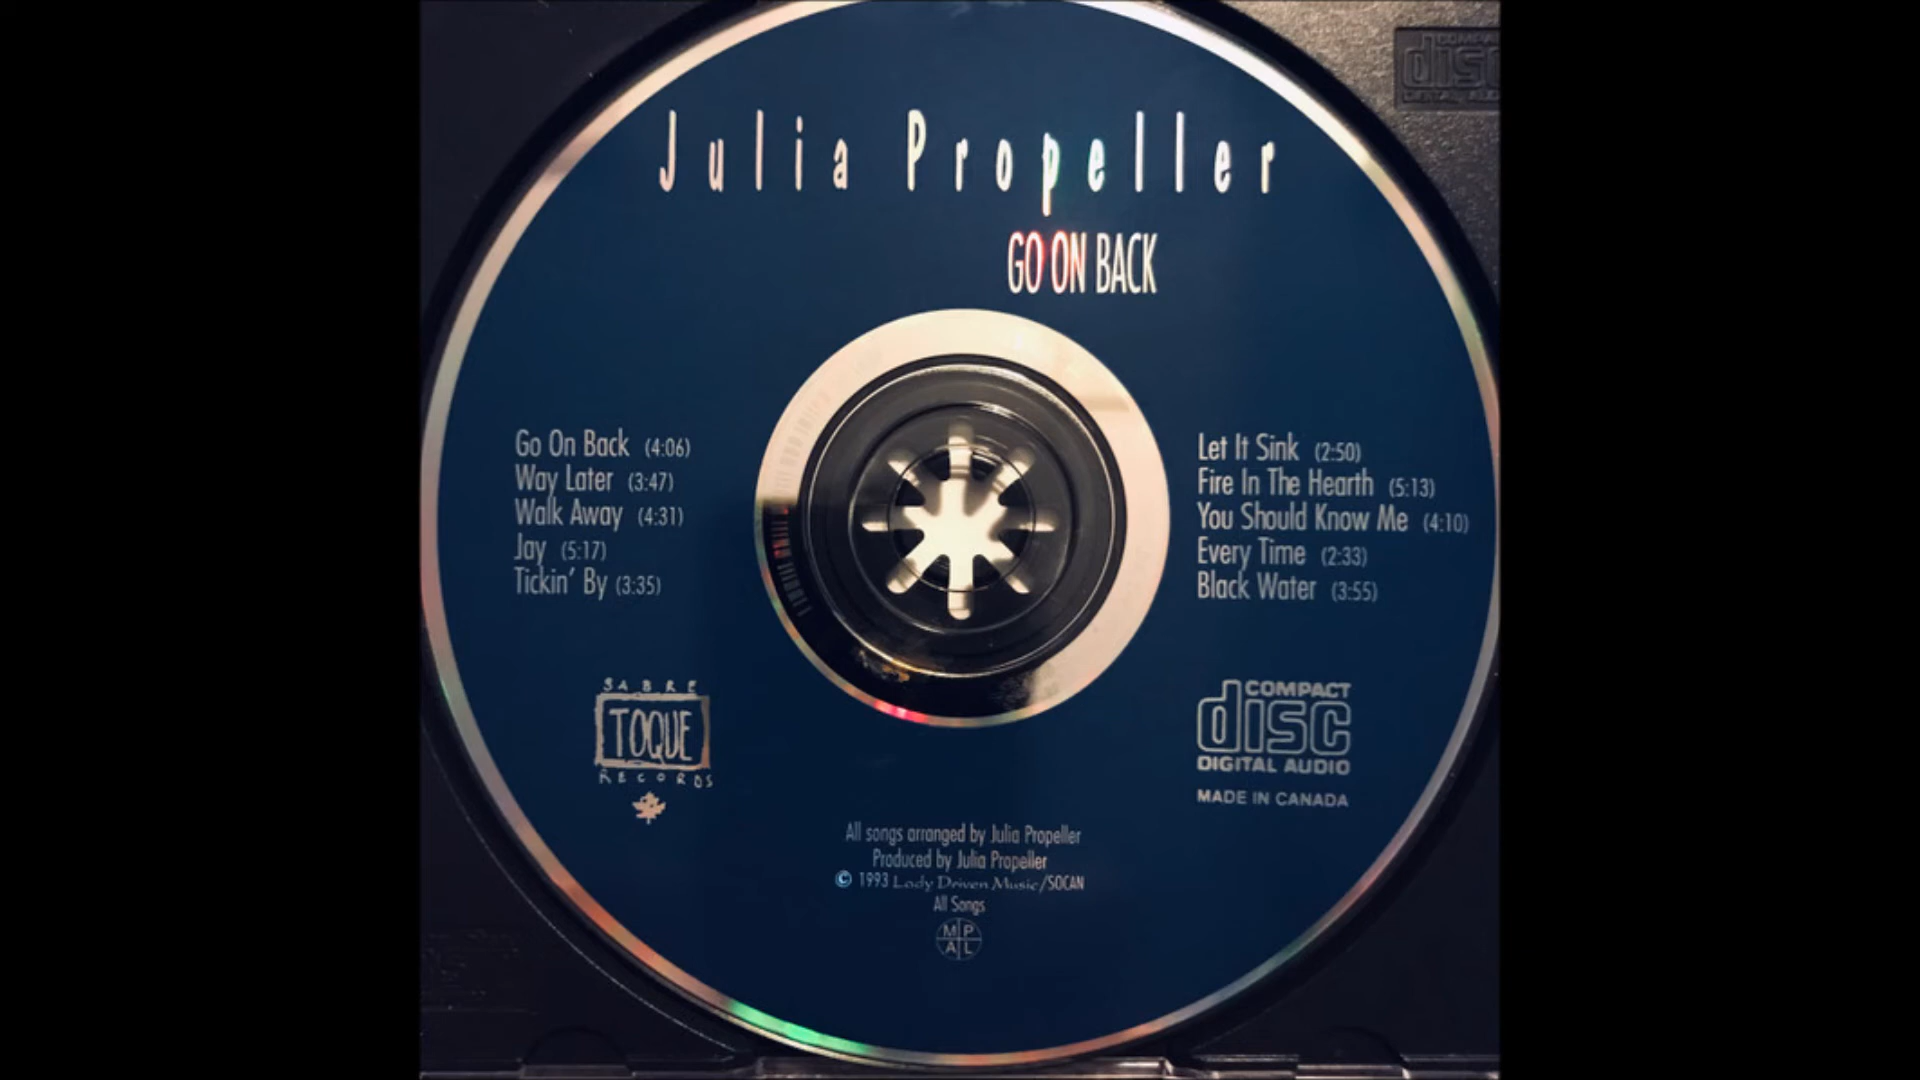 Julia Propeller
GO ON BACK
Go On Back (4:06)
Way Later (3:47)
Walk Away (4:31)
Jay (5:17)
Tickin' By (3:35)
Let It Sink (2:50)
Fire In The Hearth (5:13)
You Should Know Me (4:10)
Every Time (2:33)
Black Water (3:55)
SABRE
TOQUE
RECORDS
COMPACT
disc
DIGITAL AUDIO
MADE IN CANADA
All songs arranged by Julia Propeller
Produced by Julia Propeller
© 1993 Lady Driven Music/SOCAN
All Songs
M P
A L